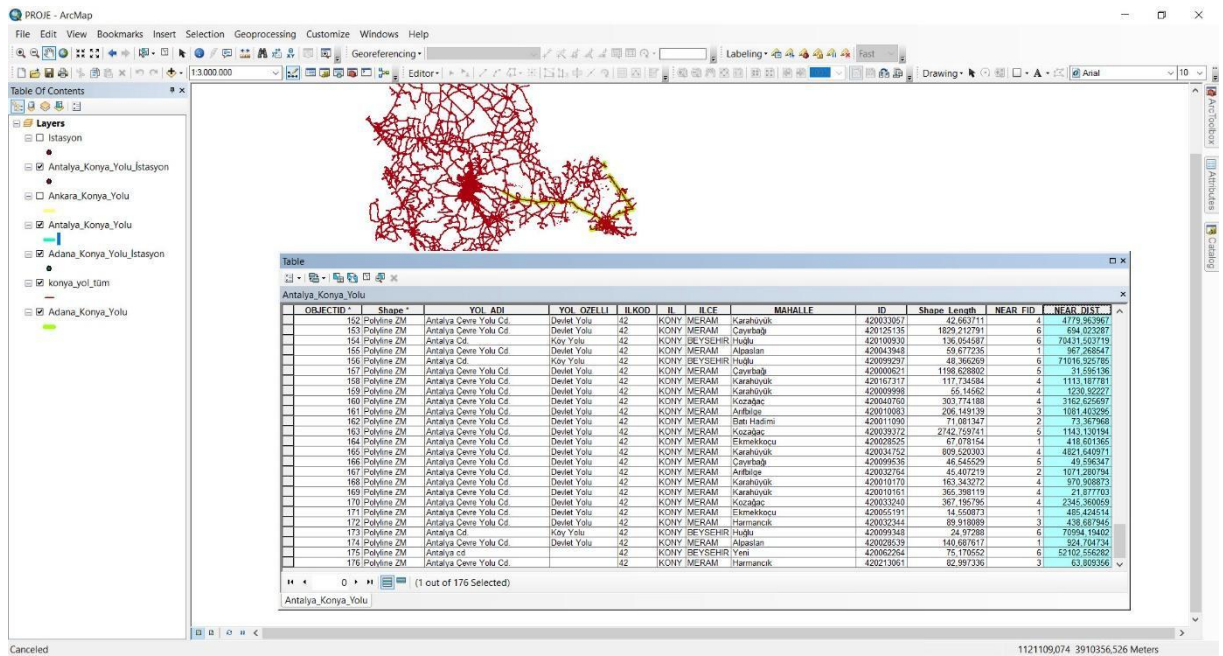 PROJE - ArcMap
File Edit View Bookmarks Insert Selection Geoprocessing Customize Windows Help
Georeferencing Labeling Fast
1:3.000.000 Editor Drawing Arial 10
Table Of Contents
Layers
Istasyon
Antalya_Konya_Yolu_İstasyon
Ankara_Konya_Yolu
Antalya_Konya_Yolu
Adana_Konya_Yolu_İstasyon
konya_yol_tüm
Adana_Konya_Yolu
ArcToolbox
Attributes
Catalog
Table
Antalya_Konya_Yolu
OBJECTID * Shape * YOL_ADI YOL_OZELLI ILKOD IL ILCE MAHALLE ID Shape_Length NEAR_FID NEAR_DIST
152 Polyline ZM Antalya Çevre Yolu Cd. Devlet Yolu 42 KONY MERAM Karahüyük 420033057 42,663711 4 4779,963967
153 Polyline ZM Antalya Çevre Yolu Cd. Devlet Yolu 42 KONY MERAM Çayırbağı 420125135 1829,212791 6 694,023287
154 Polyline ZM Antalya Cd. Köy Yolu 42 KONY BEYSEHIR Huğlu 420100930 136,054587 6 70431,503719
155 Polyline ZM Antalya Çevre Yolu Cd. Devlet Yolu 42 KONY MERAM Alpaslan 420043948 59,677235 1 967,268547
156 Polyline ZM Antalya Cd. Köy Yolu 42 KONY BEYSEHIR Huğlu 420099297 48,366269 6 71016,925785
157 Polyline ZM Antalya Çevre Yolu Cd. Devlet Yolu 42 KONY MERAM Çayırbağı 420000621 1198,628802 5 31,595136
158 Polyline ZM Antalya Çevre Yolu Cd. Devlet Yolu 42 KONY MERAM Karahüyük 420167317 117,734584 4 1113,187781
159 Polyline ZM Antalya Çevre Yolu Cd. Devlet Yolu 42 KONY MERAM Karahüyük 420009998 55,14562 4 1230,92227
160 Polyline ZM Antalya Çevre Yolu Cd. Devlet Yolu 42 KONY MERAM Kozağaç 420040760 303,774188 4 3162,625697
161 Polyline ZM Antalya Çevre Yolu Cd. Devlet Yolu 42 KONY MERAM Arifbilge 420010083 206,149139 3 1081,403295
162 Polyline ZM Antalya Çevre Yolu Cd. Devlet Yolu 42 KONY MERAM Batı Hadimi 420011090 71,081347 2 73,367968
163 Polyline ZM Antalya Çevre Yolu Cd. Devlet Yolu 42 KONY MERAM Kozağaç 420039372 2742,759741 5 1143,130194
164 Polyline ZM Antalya Çevre Yolu Cd. Devlet Yolu 42 KONY MERAM Ekmekkoçu 420028525 67,078154 1 418,601365
165 Polyline ZM Antalya Çevre Yolu Cd. Devlet Yolu 42 KONY MERAM Karahüyük 420034752 809,520303 4 4821,640971
166 Polyline ZM Antalya Çevre Yolu Cd. Devlet Yolu 42 KONY MERAM Çayırbağı 420099536 46,545529 5 49,596347
167 Polyline ZM Antalya Çevre Yolu Cd. Devlet Yolu 42 KONY MERAM Arifbilge 420032764 45,407219 2 1071,280794
168 Polyline ZM Antalya Çevre Yolu Cd. Devlet Yolu 42 KONY MERAM Karahüyük 420010170 163,343272 4 970,908873
169 Polyline ZM Antalya Çevre Yolu Cd. Devlet Yolu 42 KONY MERAM Karahüyük 420010161 365,398119 4 21,877703
170 Polyline ZM Antalya Çevre Yolu Cd. Devlet Yolu 42 KONY MERAM Kozağaç 420033240 367,195795 4 2345,360059
171 Polyline ZM Antalya Çevre Yolu Cd. Devlet Yolu 42 KONY MERAM Ekmekkoçu 420055191 14,550873 1 485,424514
172 Polyline ZM Antalya Çevre Yolu Cd. Devlet Yolu 42 KONY MERAM Harmancık 420032344 89,918089 3 438,687945
173 Polyline ZM Antalya Cd. Köy Yolu 42 KONY BEYSEHIR Huğlu 420099348 24,97288 6 70994,19402
174 Polyline ZM Antalya Çevre Yolu Cd. Devlet Yolu 42 KONY MERAM Alpaslan 420028539 140,687617 1 924,704734
175 Polyline ZM Antalya cd 42 KONY BEYSEHIR Yeni 420062264 75,170552 6 52102,556282
176 Polyline ZM Antalya Çevre Yolu Cd. 42 KONY MERAM Harmancık 420213061 82,997336 3 63,809356
0 (1 out of 176 Selected)
Antalya_Konya_Yolu
Canceled 1121109,074 3910356,526 Meters